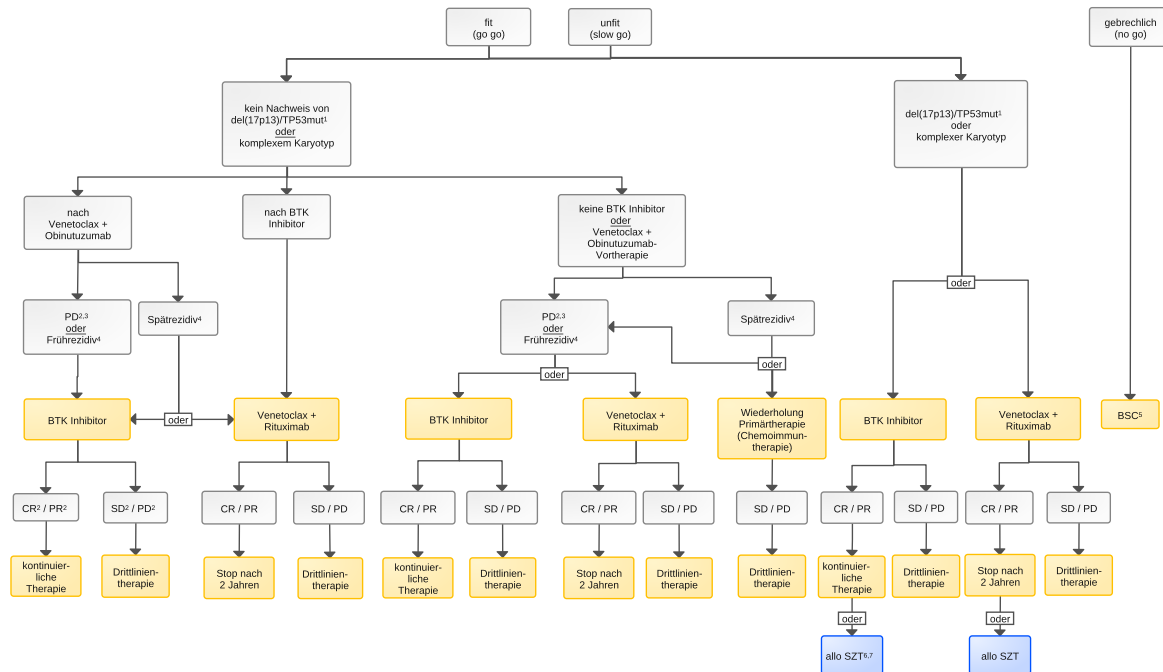 fit
(go go)
unfit
(slow go)
gebrechlich
(no go)
kein Nachweis von
del(17p13)/TP53mut¹
oder
komplexem Karyotyp
del(17p13)/TP53mut¹
oder
komplexer Karyotyp
nach
Venetoclax +
Obinutuzumab
nach BTK
Inhibitor
keine BTK Inhibitor
oder
Venetoclax +
Obinutuzumab-
Vortherapie
oder
PD²,³
oder
Frührezidiv⁴
Spätrezidiv⁴
PD²,³
oder
Frührezidiv⁴
Spätrezidiv⁴
oder
oder
BTK Inhibitor
oder
Venetoclax +
Rituximab
BTK Inhibitor
Venetoclax +
Rituximab
Wiederholung
Primärtherapie
(Chemoimmun-
therapie)
BTK Inhibitor
Venetoclax +
Rituximab
BSC⁵
CR² / PR²
SD² / PD²
CR / PR
SD / PD
CR / PR
SD / PD
CR / PR
SD / PD
SD / PD
CR / PR
SD / PD
CR / PR
SD / PD
kontinuier-
liche
Therapie
Drittlinien-
therapie
Stop nach
2 Jahren
Drittlinien-
therapie
kontinuier-
liche
Therapie
Drittlinien-
therapie
Stop nach
2 Jahren
Drittlinien-
therapie
Drittlinien-
therapie
kontinuier-
liche
Therapie
Drittlinien-
therapie
Stop nach
2 Jahren
Drittlinien-
therapie
oder
oder
allo SZT⁶,⁷
allo SZT